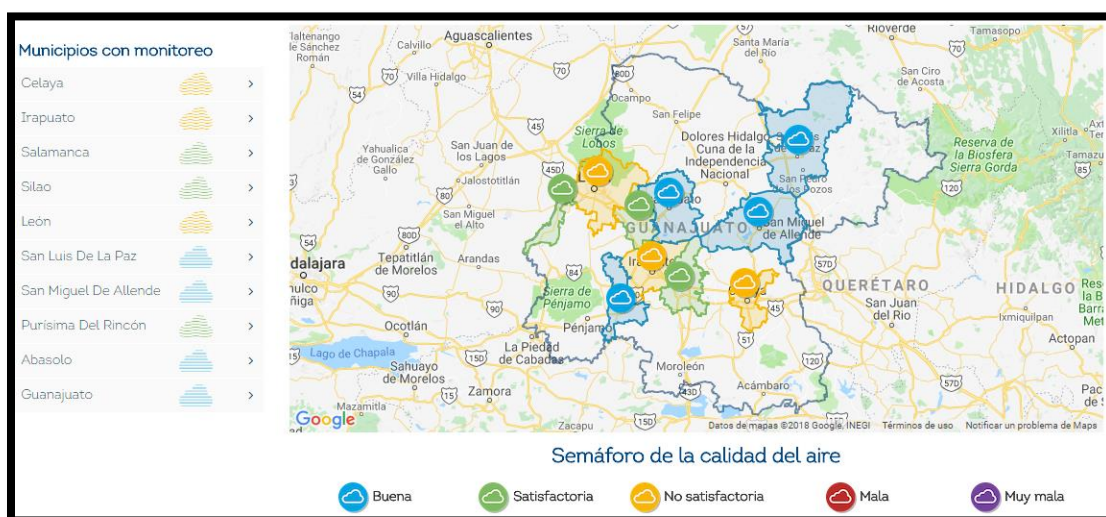 Municipios con monitoreo
Celaya
Irapuato
Salamanca
Silao
León
San Luis De La Paz
San Miguel De Allende
Purísima Del Rincón
Abasolo
Guanajuato
Aguascalientes
Rioverde
Tamasopo
de Sánchez
Román
Calvillo
Santa María
del Río
Villa Hidalgo
San Ciro
de Acosta
Ocampo
San Felipe
Sierra de
Lobos
Dolores Hidalgo
Cuna de la
Independencia
Nacional
Reserva de
la Biosfera
Sierra Gorda
Xilitla
Yahualica
de González
Gallo
San Juan de
los Lagos
Jalostotitlán
San Miguel
el Alto
GUANAJUATO
San Miguel
de Allende
Tepatitlán
de Morelos
Arandas
Sierra de
Pénjamo
QUERÉTARO
San Juan
del Rio
HIDALGO
Ixmiquilpan
Actopan
Ocotlán
Pénjamo
La Piedad
de Cabadas
Lago de Chapala
Sahuayo
de Morelos
Zamora
Moroleón
Acámbaro
Mazamitla
Zacapu
Google
Datos de mapas ©2018 Google, INEGI Términos de uso Notificar un problema de Maps
Semáforo de la calidad del aire
Buena Satisfactoria No satisfactoria Mala Muy mala